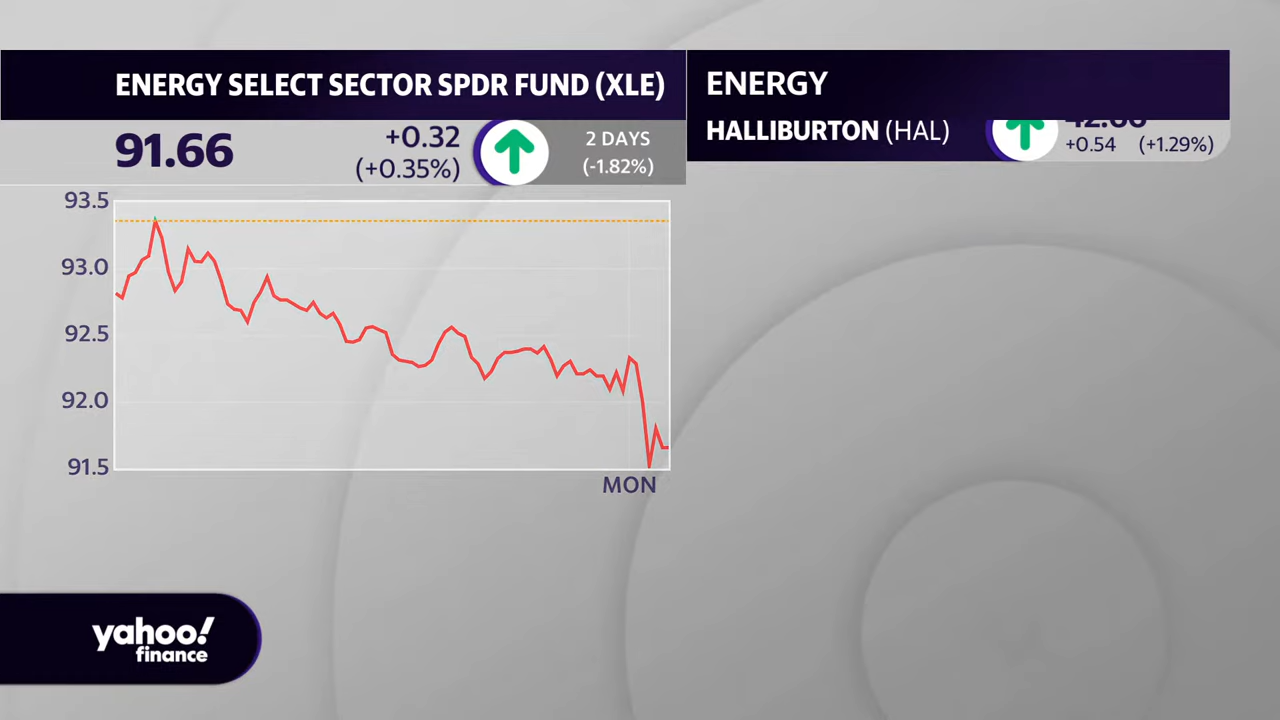 ENERGY SELECT SECTOR SPDR FUND (XLE)
91.66
+0.32
(+0.35%)
2 DAYS
(-1.82%)
93.5
93.0
92.5
92.0
91.5
MON
ENERGY
HALLIBURTON (HAL)
+0.54 (+1.29%)
yahoo!
finance